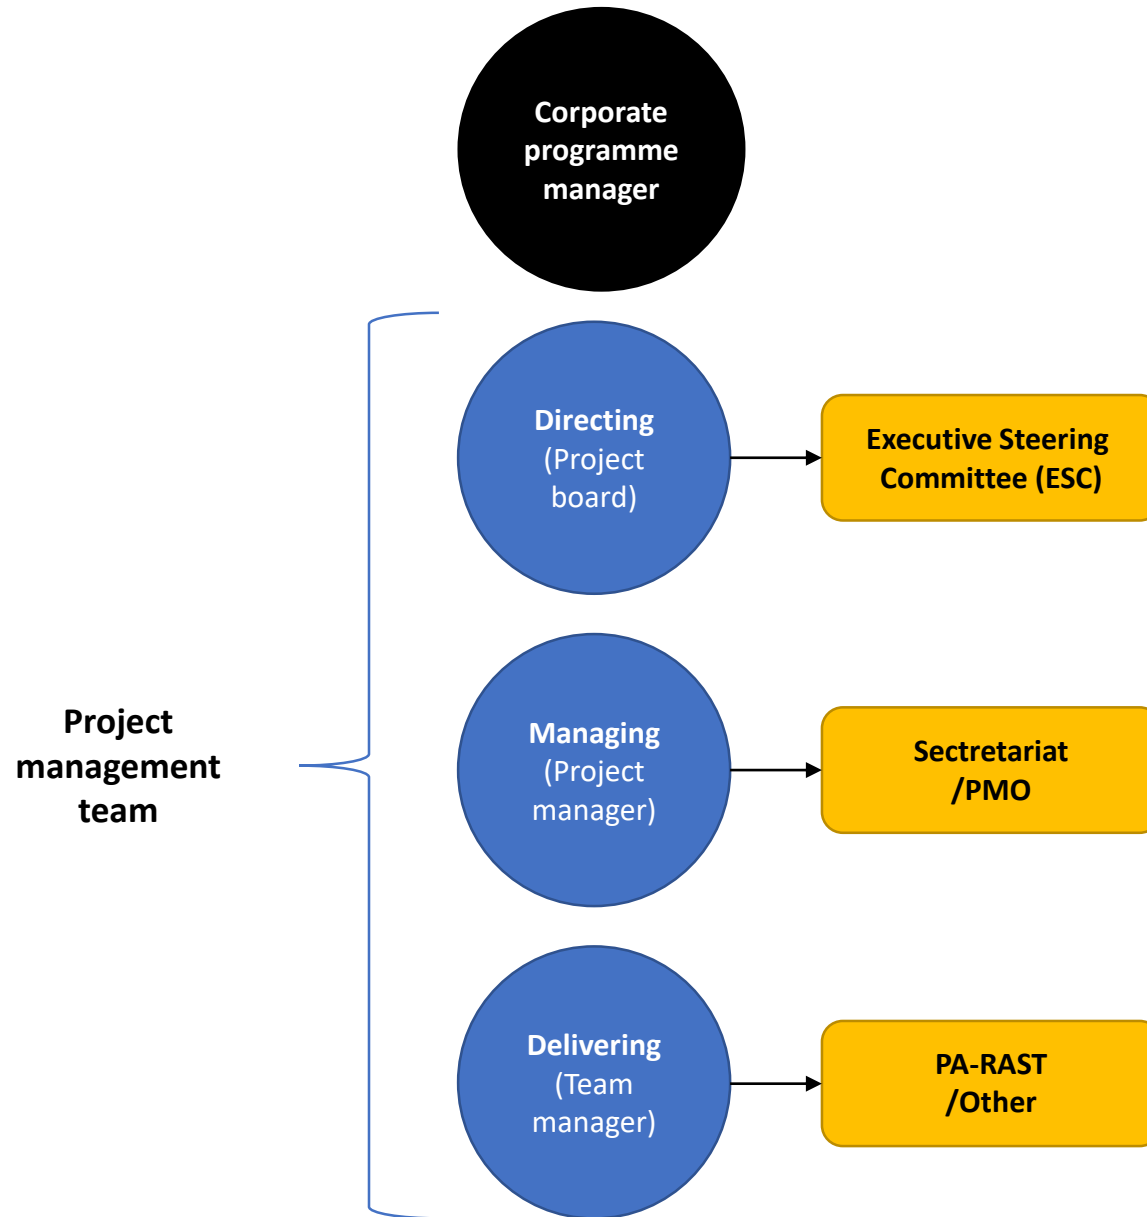 Corporate
programme
manager
Directing
(Project
board)
Executive Steering
Committee (ESC)
Project
management
team
Managing
(Project
manager)
Sectretariat
/PMO
Delivering
(Team
manager)
PA-RAST
/Other